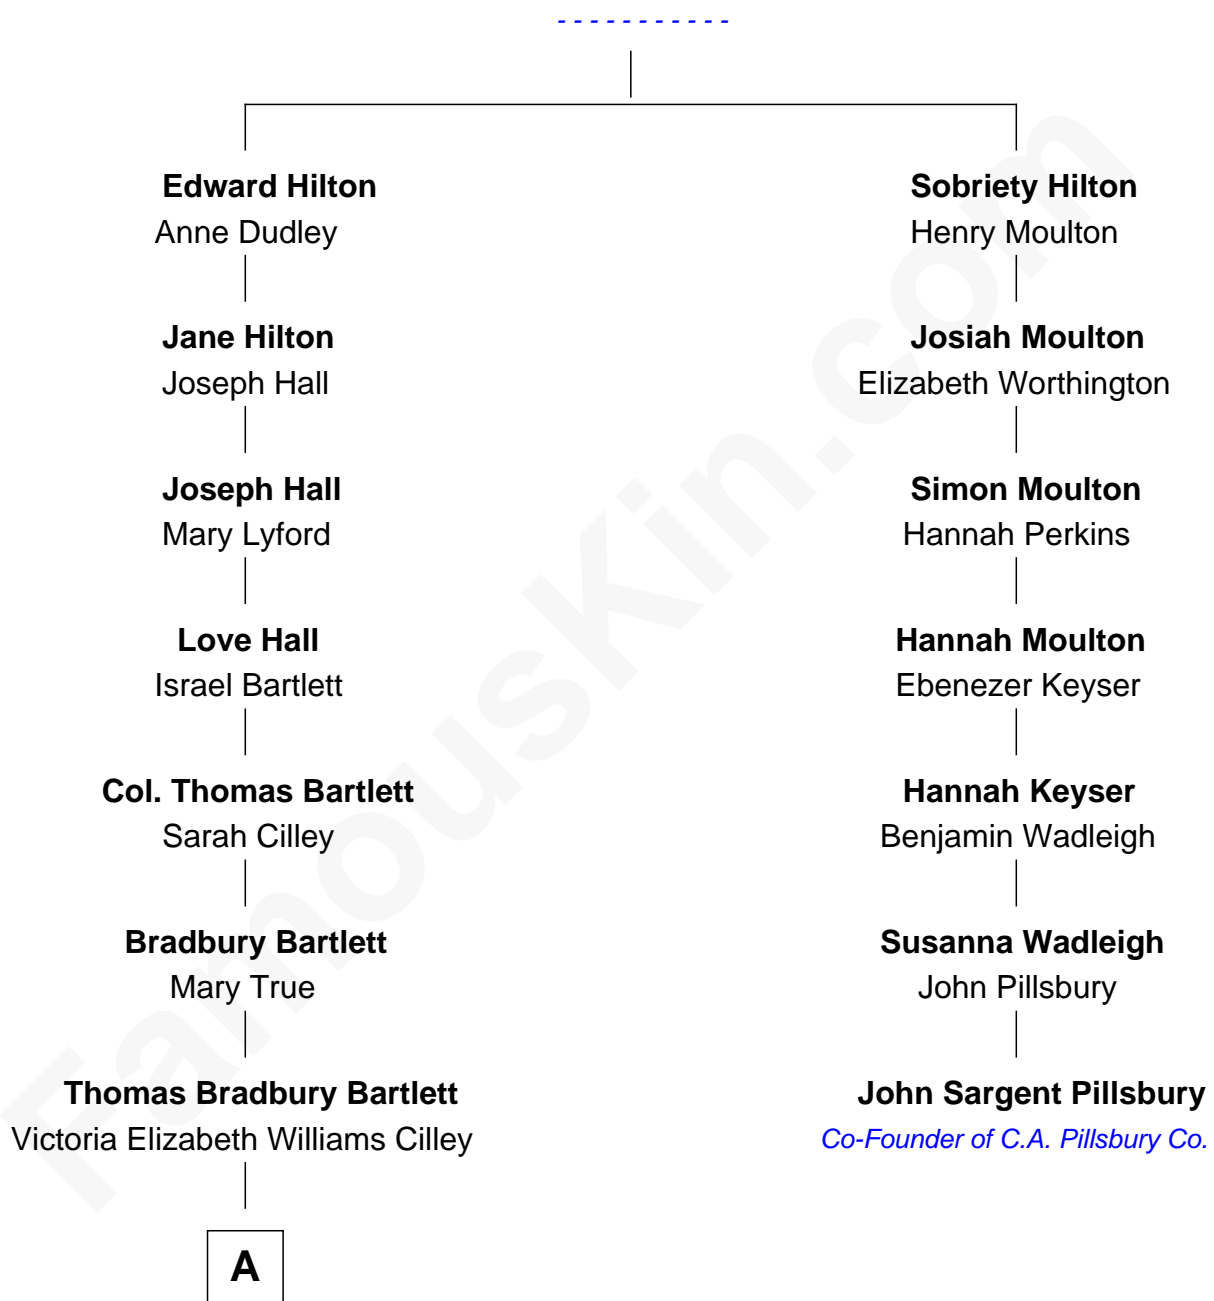 - - - - - - - - - - -
Edward Hilton
Anne Dudley
Sobriety Hilton
Henry Moulton
Jane Hilton
Joseph Hall
Josiah Moulton
Elizabeth Worthington
Joseph Hall
Mary Lyford
Simon Moulton
Hannah Perkins
Love Hall
Israel Bartlett
Hannah Moulton
Ebenezer Keyser
Col. Thomas Bartlett
Sarah Cilley
Hannah Keyser
Benjamin Wadleigh
Bradbury Bartlett
Mary True
Susanna Wadleigh
John Pillsbury
Thomas Bradbury Bartlett
Victoria Elizabeth Williams Cilley
John Sargent Pillsbury
Co-Founder of C.A. Pillsbury Co.
A
FamousKin.com